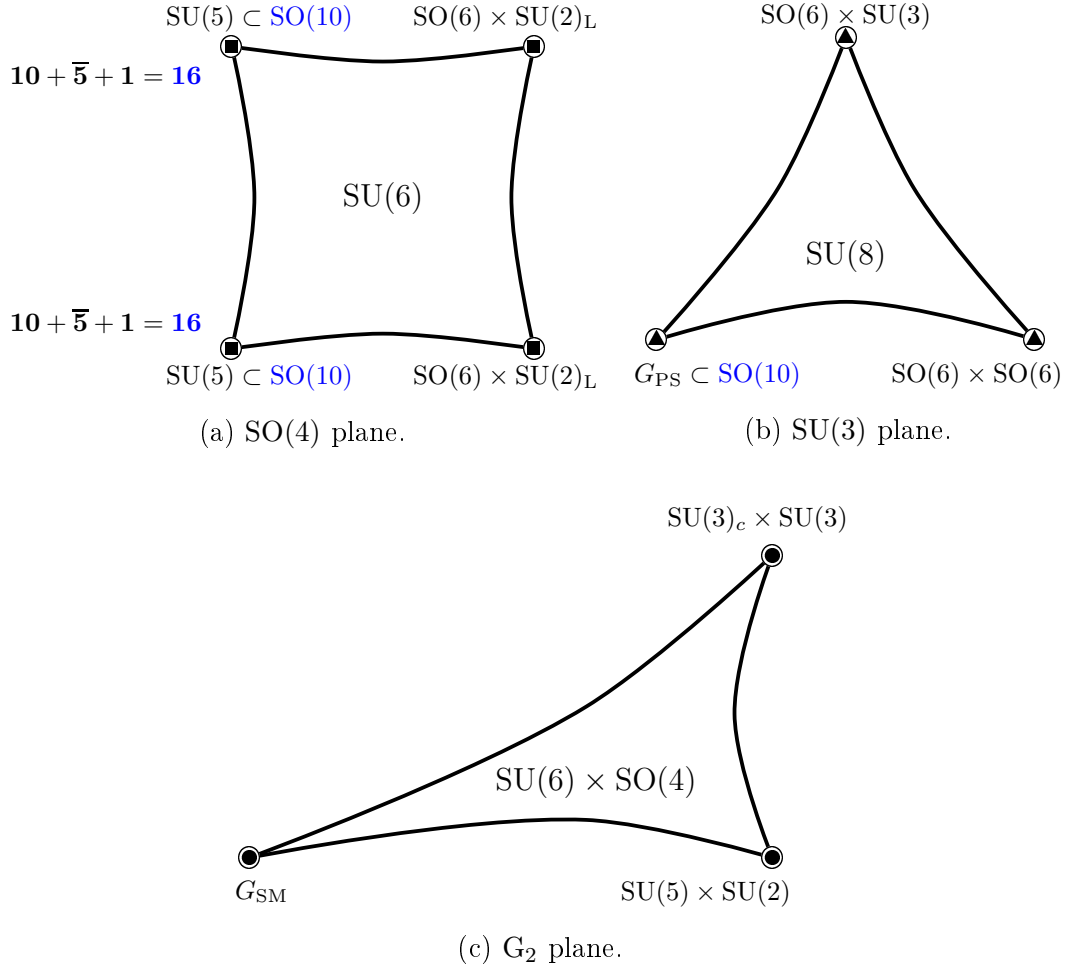 SU(5) ⊂ SO(10) SO(6) × SU(2)_L
10 + 5̅ + 1 = 16
SU(6)
10 + 5̅ + 1 = 16
SU(5) ⊂ SO(10) SO(6) × SU(2)_L
(a) SO(4) plane.
SO(6) × SU(3)
SU(8)
G_PS ⊂ SO(10) SO(6) × SO(6)
(b) SU(3) plane.
SU(3)_c × SU(3)
SU(6) × SO(4)
G_SM
SU(5) × SU(2)
(c) G_2 plane.